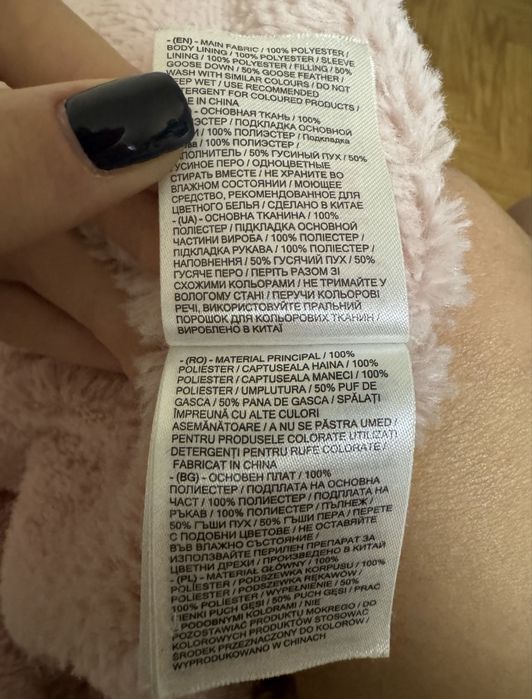 - (EN) - MAIN FABRIC / 100% POLYESTER /
BODY LINING / 100% POLYESTER / SLEEVE
LINING / 100% POLYESTER / FILLING / 50%
GOOSE DOWN / 50% GOOSE FEATHER /
WASH WITH SIMILAR COLOURS / DO NOT
KEEP WET / USE RECOMMENDED
DETERGENT FOR COLOURED PRODUCTS /
IN CHINA
- ОСНОВНАЯ ТКАНЬ / 100%
ПОДКЛАДКА ОСНОВНОЙ
/ 100% ПОЛИЭСТЕР / Подкладка
/ 100% ПОЛИЭСТЕР /
50% ГУСИНЫЙ ПУХ / 50%
ГУСИНОЕ ПЕРО / ОДНОЦВЕТНЫЕ
СТИРАТЬ ВМЕСТЕ / НЕ ХРАНИТЕ ВО
ВЛАЖНОМ СОСТОЯНИИ / МОЮЩЕЕ
СРЕДСТВО, РЕКОМЕНДОВАННОЕ ДЛЯ
ЦВЕТНОГО БЕЛЬЯ / СДЕЛАНО В КИТАЕ
- (UA) - ОСНОВНА ТКАНИНА / 100%
ПОЛІЕСТЕР / ПІДКЛАДКА ОСНОВНОЇ
ЧАСТИНИ ВИРОБА / 100% ПОЛІЕСТЕР /
ПІДКЛАДКА РУКАВА / 100% ПОЛІЕСТЕР /
НАПОВНЕННЯ / 50% ГУСЯЧИЙ ПУХ / 50%
ГУСЯЧЕ ПЕРО / ПЕРІТЬ РАЗОМ ЗІ
СХОЖИМИ КОЛЬОРАМИ / НЕ ТРИМАЙТЕ У
ВОЛОГОМУ СТАНІ / ПЕРУЧИ КОЛЬОРОВІ
РЕЧІ, ВИКОРИСТОВУЙТЕ ПРАЛЬНИЙ
ПОРОШОК ДЛЯ КОЛЬОРОВИХ ТКАНИН /
ВИРОБЛЕНО В КИТАЇ
- (RO) - MATERIAL PRINCIPAL / 100%
POLIESTER / CAPTUSEALA HAINA / 100%
POLIESTER / CAPTUSEALA MANECI / 100%
POLIESTER / UMPLUTURA / 50% PUF DE
GASCA / 50% PANA DE GASCA / SPĂLAȚI
ÎMPREUNĂ CU ALTE CULORI
ASEMĂNĂTOARE / A NU SE PĂSTRA UMED /
PENTRU PRODUSELE COLORATE UTILIZAȚI
DETERGENȚI PENTRU RUFE COLORATE /
FABRICAT IN CHINA
- (BG) - ОСНОВЕН ПЛАТ / 100%
ПОЛИЕСТЕР / ПОДПЛАТА НА ОСНОВНА
ЧАСТ / 100% ПОЛИЕСТЕР / ПОДПЛАТА НА
РЪКАВ / 100% ПОЛИЕСТЕР / ПЪЛНЕЖ /
50% ГЪШИ ПУХ / 50% ГЪШИ ПЕРА / ПЕРЕТЕ
С ПОДОБНИ ЦВЕТОВЕ / НЕ ОСТАВЯЙТЕ
ВЪВ ВЛАЖНО СЪСТОЯНИЕ /
ИЗПОЛЗВАЙТЕ ПЕРИЛЕН ПРЕПАРАТ ЗА
ЦВЕТНИ ДРЕХИ / ПРОИЗВЕДЕНО В КИТАЙ
- (PL) - MATERIAŁ GŁÓWNY / 100%
POLIESTER / PODSZEWKA KORPUSU / 100%
POLIESTER / PODSZEWKA RĘKAWÓW /
100% POLIESTER / WYPEŁNIENIE / 50%
CIENKI PUCH GĘSI / 50% PUCH GĘSI / PRAĆ
Z PODOBNYMI KOLORAMI / NIE
POZOSTAWIAĆ PRODUKTU MOKREGO / DO
KOLOROWYCH PRODUKTÓW STOSOWAĆ
ŚRODEK PRZEZNACZONY DO KOLORÓW /
WYPRODUKOWANO W CHINACH